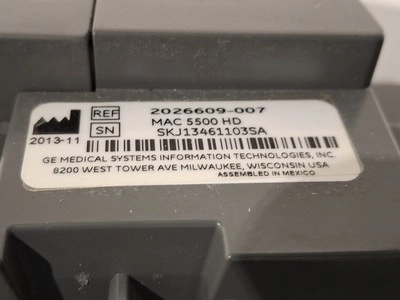 REF 2026609-007
MAC 5500 HD
SN SKJ13461103SA
2013-11
GE MEDICAL SYSTEMS INFORMATION TECHNOLOGIES, INC.
8200 WEST TOWER AVE MILWAUKEE, WISCONSIN USA
ASSEMBLED IN MEXICO